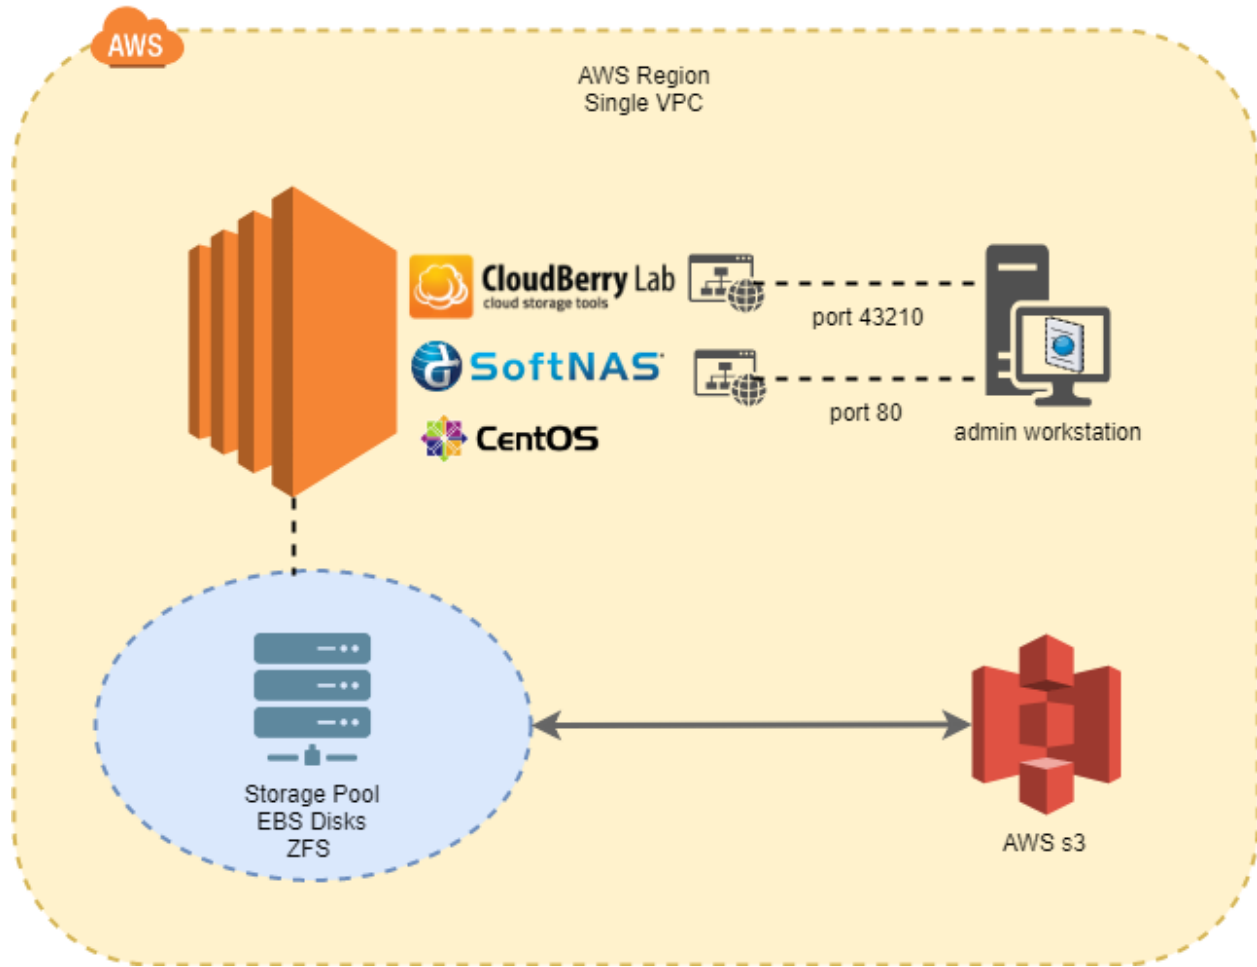 AWS
AWS Region
Single VPC
CloudBerry Lab
cloud storage tools
port 43210
SoftNAS
port 80
CentOS
admin workstation
Storage Pool
EBS Disks
ZFS
AWS s3